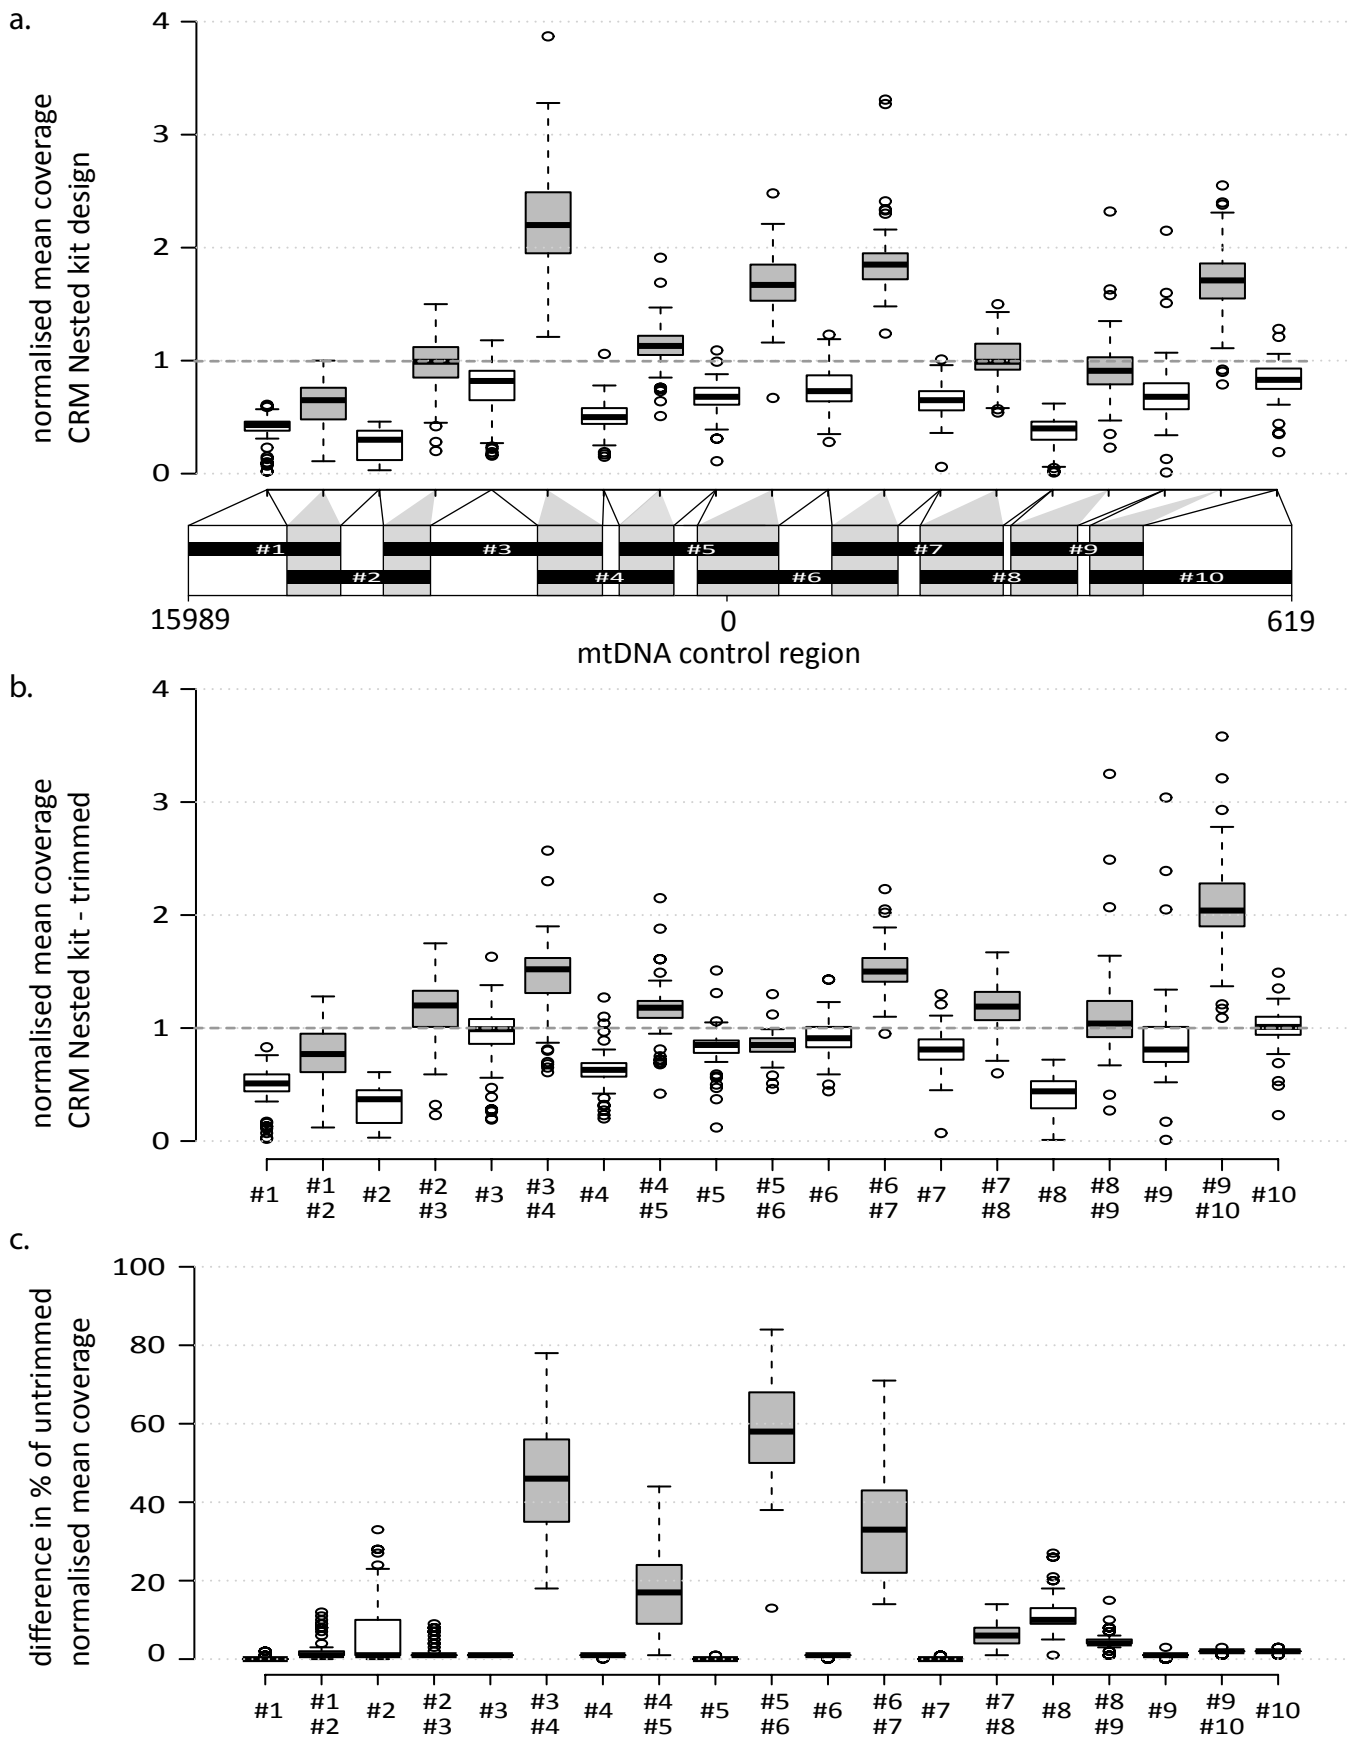 a.
normalised mean coverage
CRM Nested kit design
4
3
2
1
0
#1 #3 #5 #7 #9
#2 #4 #6 #8 #10
15989 0 619
mtDNA control region
b.
normalised mean coverage
CRM Nested kit - trimmed
4
3
2
1
0
#1 #1 #2 #2 #3 #3 #4 #4 #5 #5 #6 #6 #7 #7 #8 #8 #9 #9 #10
#2 #3 #4 #5 #6 #7 #8 #9 #10
c.
difference in % of untrimmed
normalised mean coverage
100
80
60
40
20
0
#1 #1 #2 #2 #3 #3 #4 #4 #5 #5 #6 #6 #7 #7 #8 #8 #9 #9 #10
#2 #3 #4 #5 #6 #7 #8 #9 #10